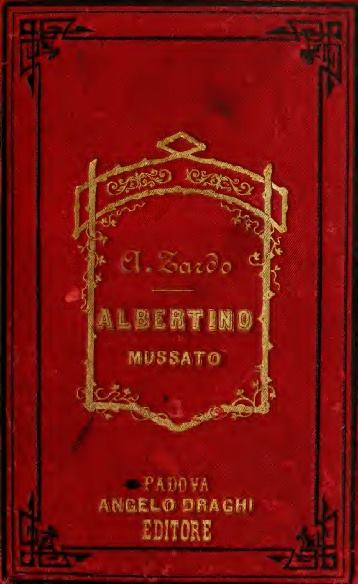 A. Zardo
ALBERTINO
MUSSATO
PADOVA
ANGELO DRAGHI
EDITORE